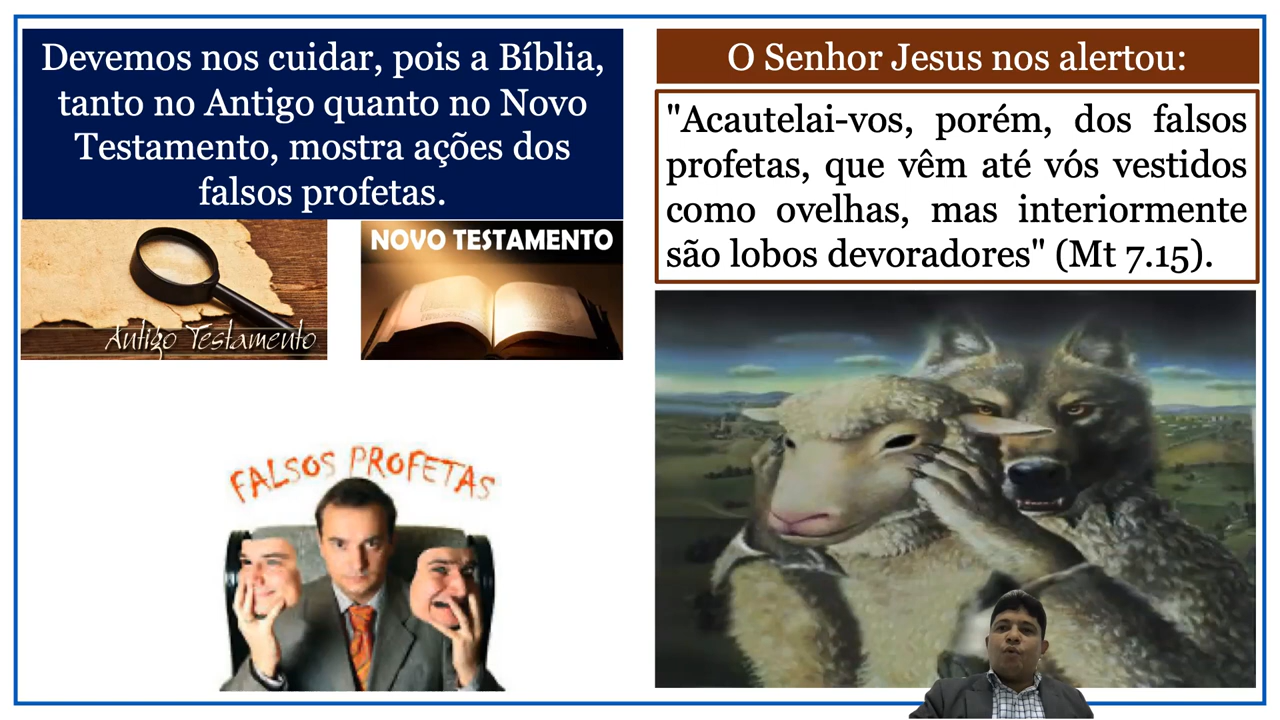 Devemos nos cuidar, pois a Bíblia,
tanto no Antigo quanto no Novo
Testamento, mostra ações dos
falsos profetas.
Antigo Testamento
NOVO TESTAMENTO
FALSOS PROFETAS
O Senhor Jesus nos alertou:
"Acautelai-vos, porém, dos falsos
profetas, que vêm até vós vestidos
como ovelhas, mas interiormente
são lobos devoradores" (Mt 7.15).